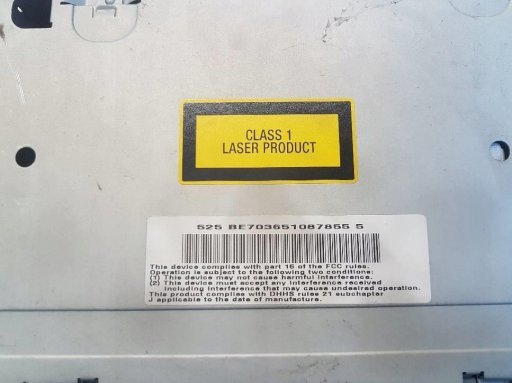 CLASS 1
LASER PRODUCT
525 BE703651087855 5
This device complies with part 15 of the FCC rules.
Operation is subject to the following two conditions:
(1) This device may not cause harmful interference.
(2) This device must accept any interference received
including interference that may cause undesired operation.
This product complies with DHHS rules 21 subchapter
J applicable to the date of manufacture.